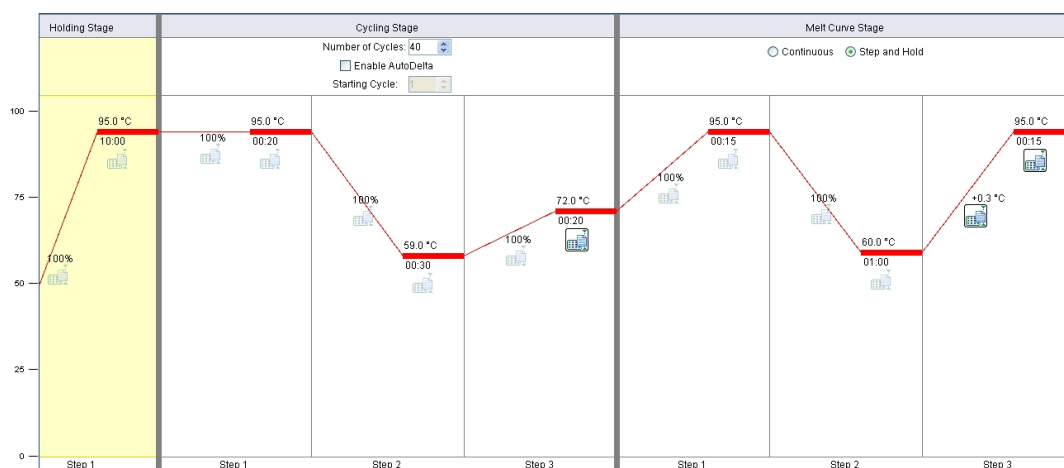 Holding Stage
Cycling Stage
Melt Curve Stage
Number of Cycles: 40
Enable AutoDelta
Starting Cycle: 1
Continuous
Step and Hold
100
75
50
25
0
95.0 °C
10:00
100%
95.0 °C
00:20
100%
100%
59.0 °C
00:30
100%
72.0 °C
00:20
100%
95.0 °C
00:15
100%
60.0 °C
01:00
+0.3 °C
95.0 °C
00:15
Step 1
Step 1
Step 2
Step 3
Step 1
Step 2
Step 3